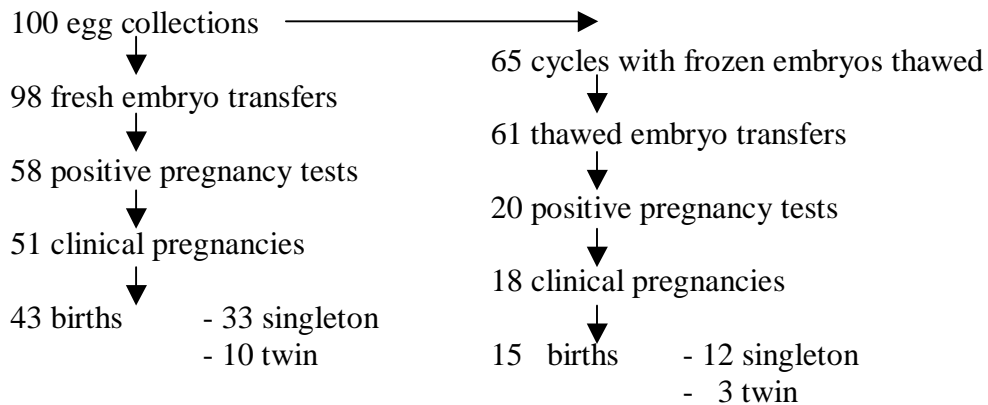 100 egg collections
98 fresh embryo transfers
58 positive pregnancy tests
51 clinical pregnancies
43 births - 33 singleton
- 10 twin
65 cycles with frozen embryos thawed
61 thawed embryo transfers
20 positive pregnancy tests
18 clinical pregnancies
15 births - 12 singleton
- 3 twin